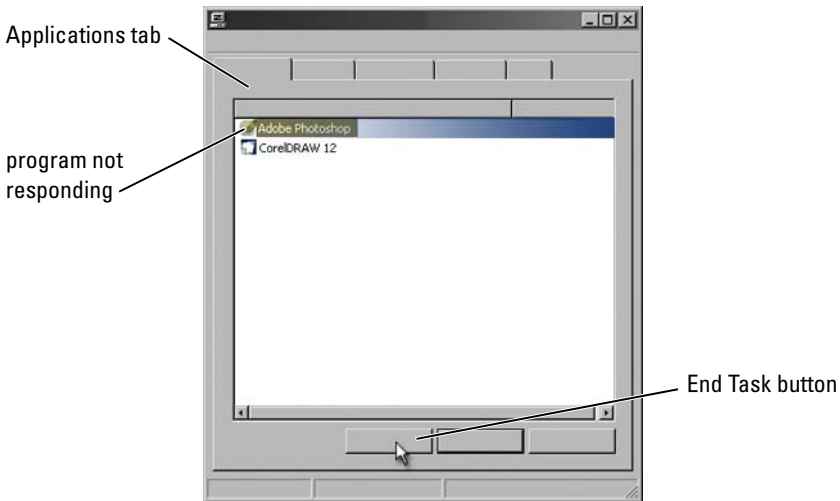 Applications tab
Adobe Photoshop
CorelDRAW 12
program not
responding
End Task button